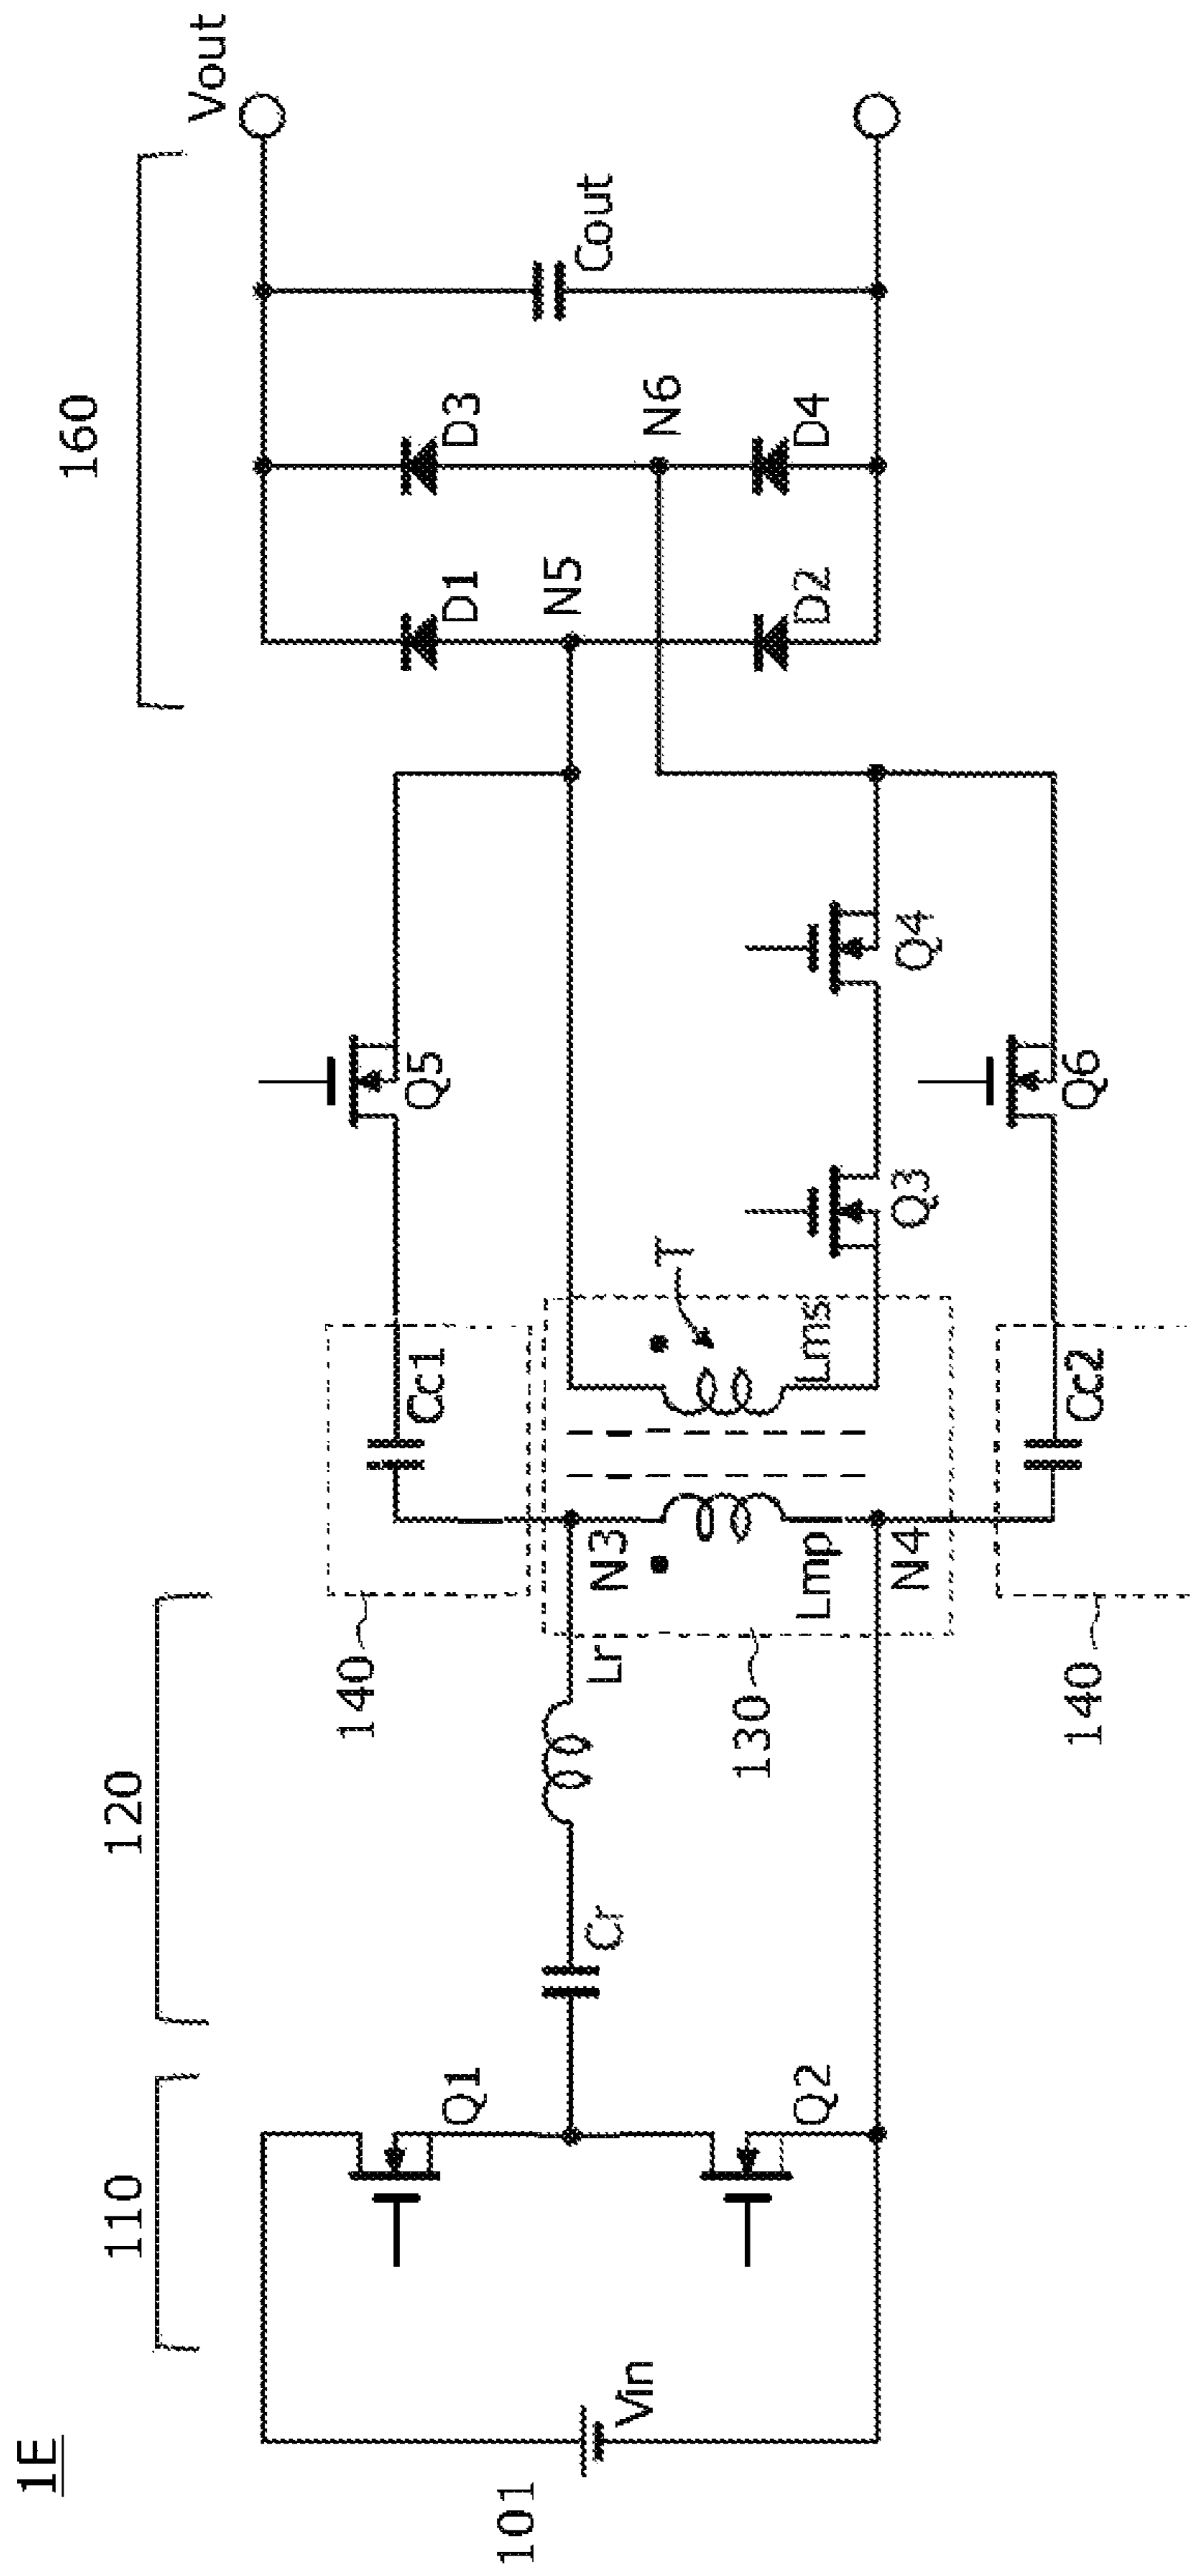 1E
110
120
160
Vout
101
Vin
Q1
Q2
Cr
Lr
140
130
140
N3
N4
Lmp
Lms
T
Cc1
Cc2
Q3
Q4
Q5
Q6
N5
N6
D1
D2
D3
D4
Cout